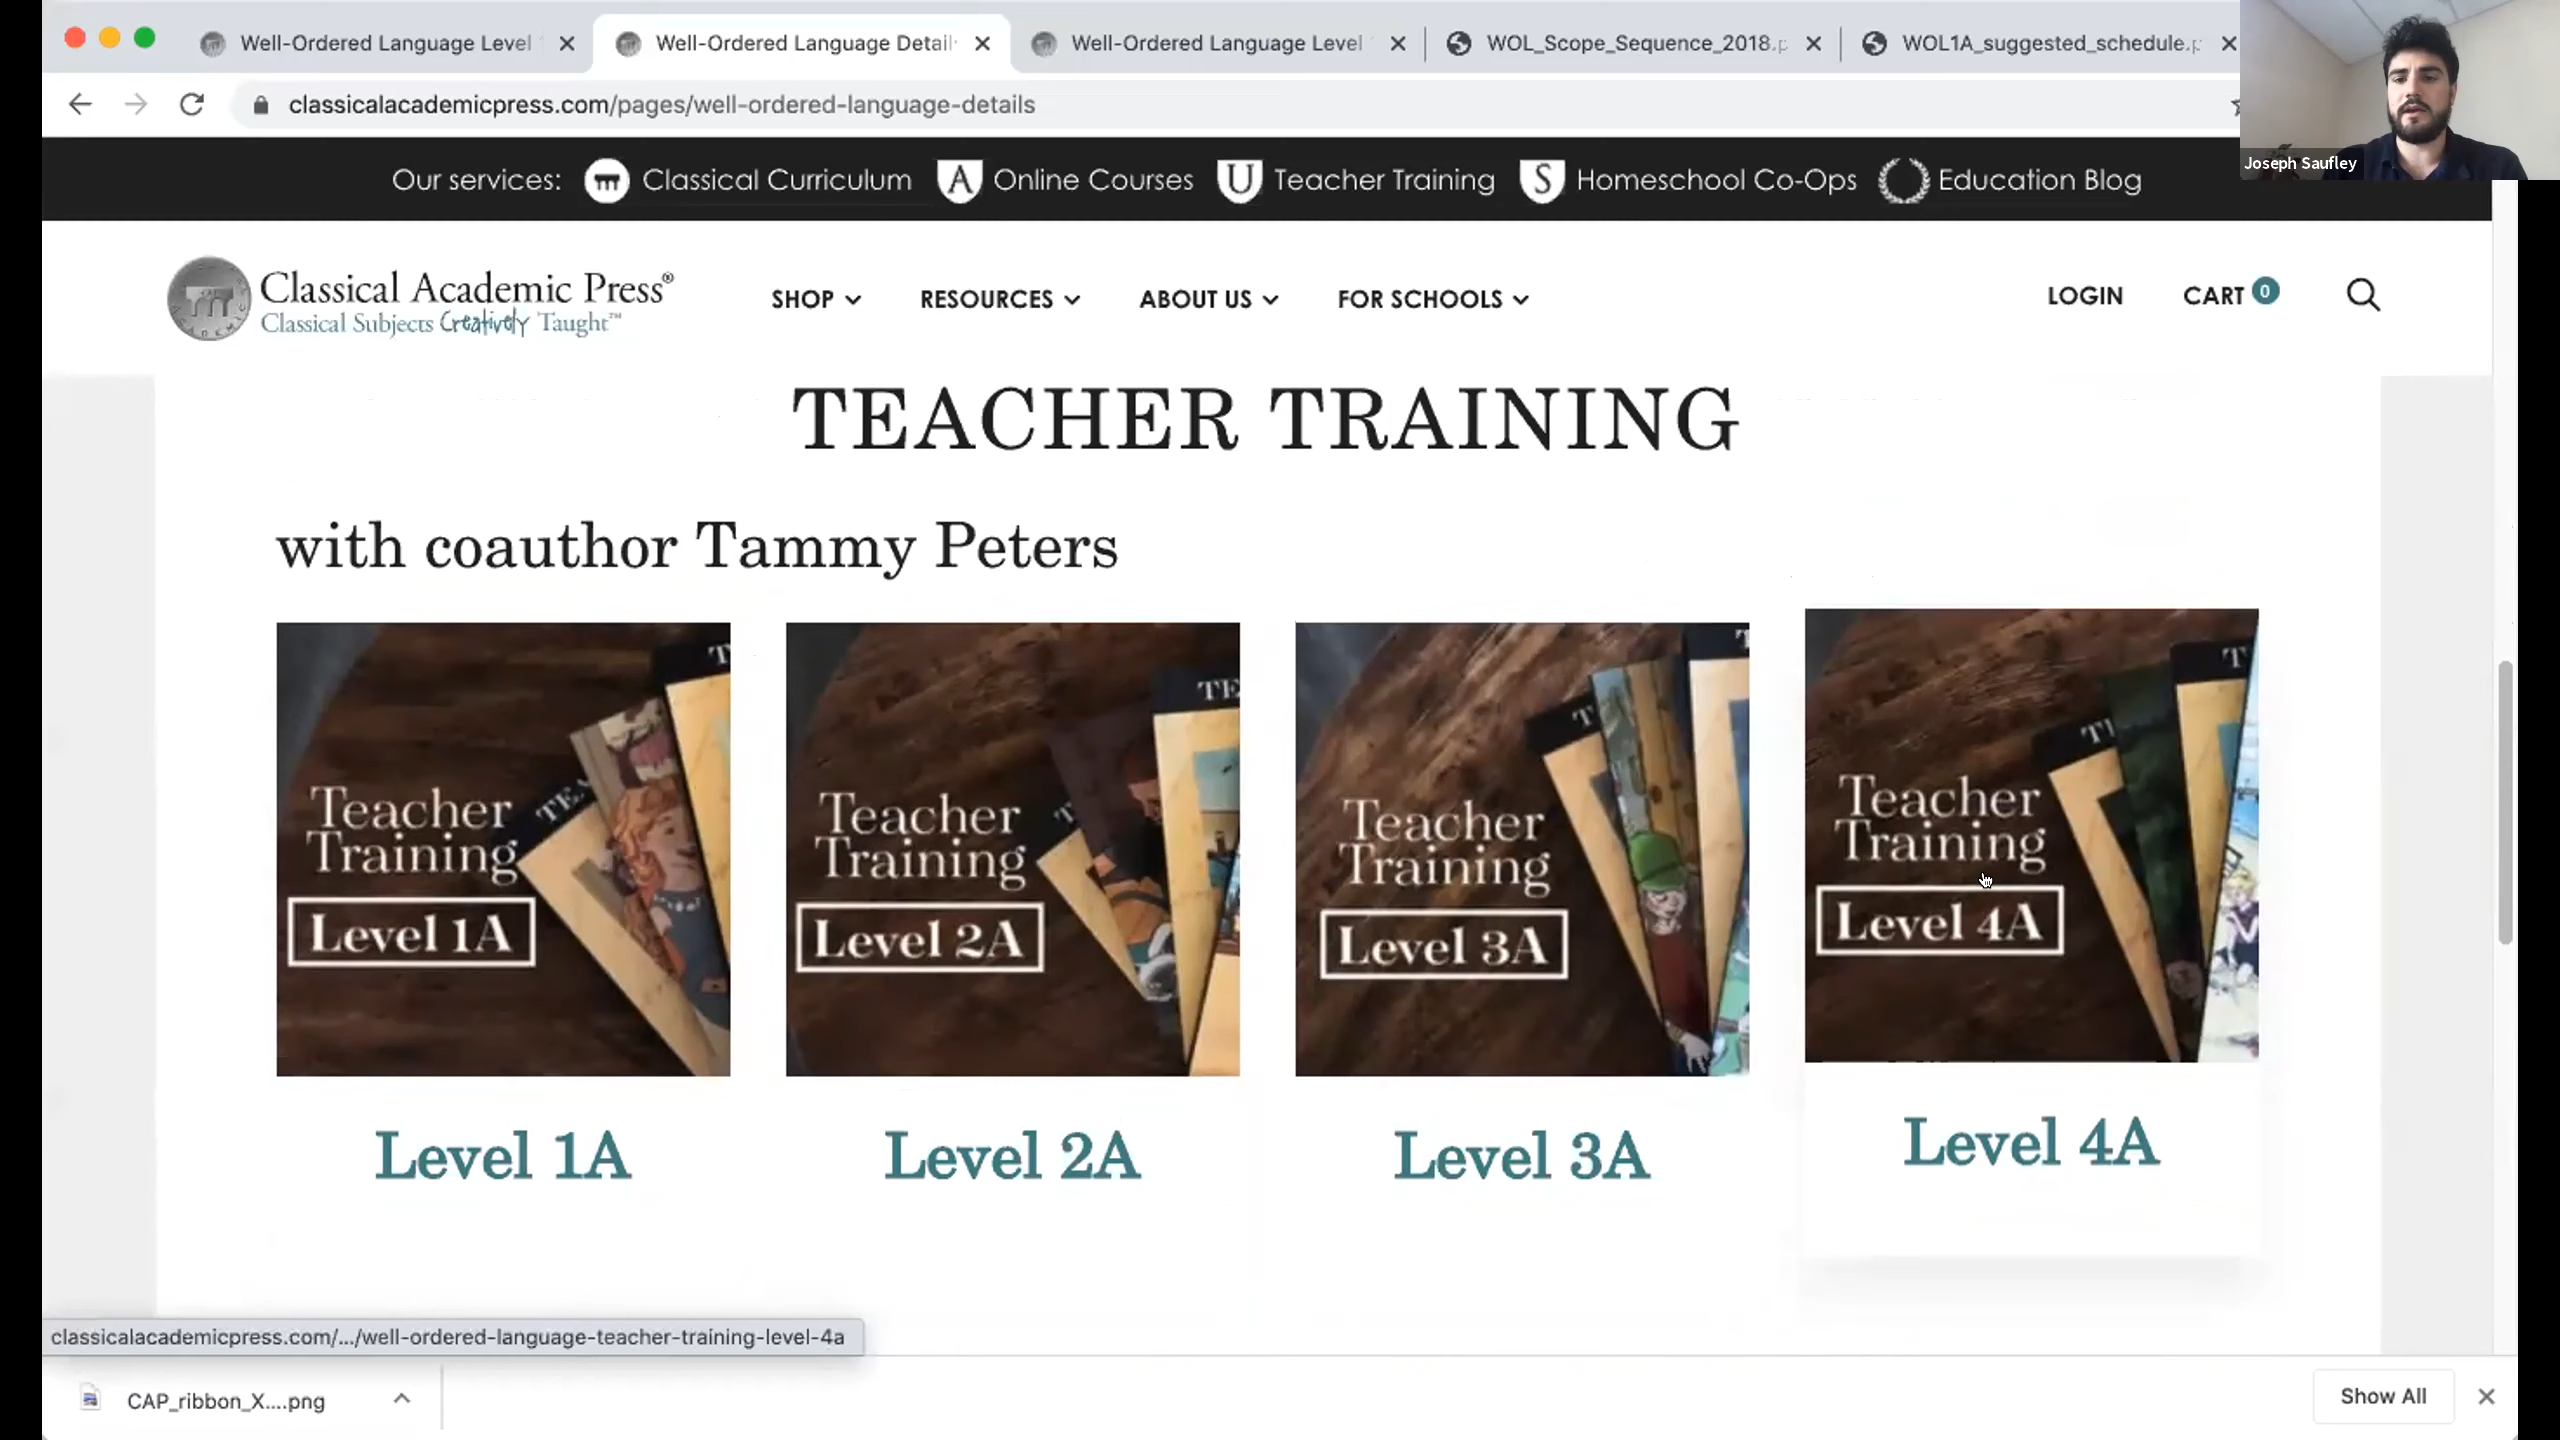 Well-Ordered Language Level
Well-Ordered Language Detail
Well-Ordered Language Level
WOL_Scope_Sequence_2018.p
WOL1A_suggested_schedule.p
classicalacademicpress.com/pages/well-ordered-language-details
Joseph Saufley
Our services: Classical Curriculum A Online Courses U Teacher Training S Homeschool Co-Ops Education Blog
Classical Academic Press®
Classical Subjects Creatively Taught™
SHOP RESOURCES ABOUT US FOR SCHOOLS LOGIN CART 0
TEACHER TRAINING
with coauthor Tammy Peters
Teacher
Training
Level 1A
Teacher
Training
Level 2A
Teacher
Training
Level 3A
Teacher
Training
Level 4A
Level 1A
Level 2A
Level 3A
Level 4A
classicalacademicpress.com/.../well-ordered-language-teacher-training-level-4a
CAP_ribbon_X....png
Show All